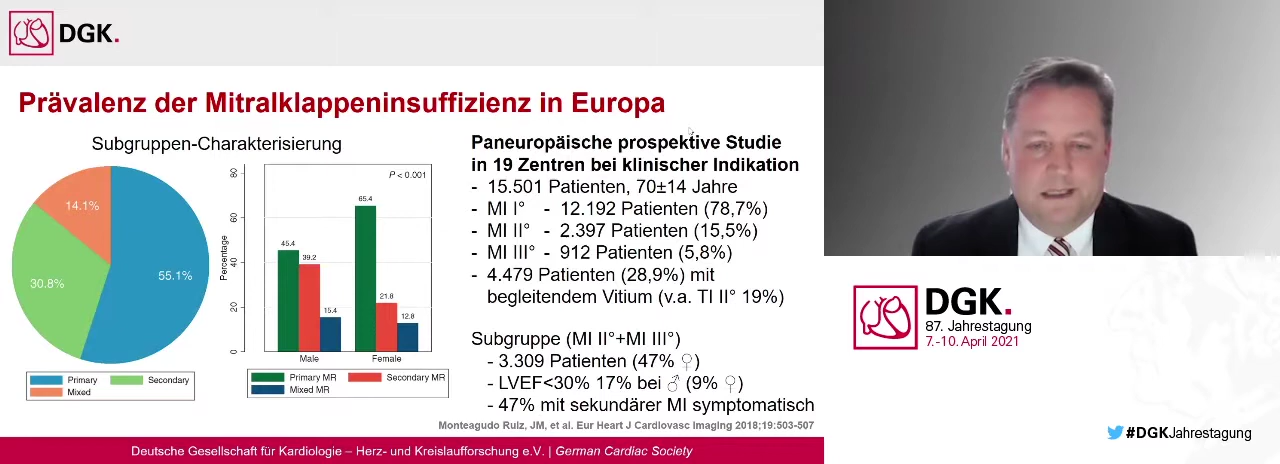 DGK.
Prävalenz der Mitralklappeninsuffizienz in Europa
Subgruppen-Charakterisierung
14.1%
30.8%
55.1%
Primary
Secondary
Mixed
Percentage
80
60
40
20
0
P < 0.001
45.4
39.2
15.4
65.4
21.8
12.8
Male
Female
Primary MR
Secondary MR
Mixed MR
Paneuropäische prospektive Studie
in 19 Zentren bei klinischer Indikation
- 15.501 Patienten, 70±14 Jahre
- MI I° - 12.192 Patienten (78,7%)
- MI II° - 2.397 Patienten (15,5%)
- MI III° - 912 Patienten (5,8%)
- 4.479 Patienten (28,9%) mit
begleitendem Vitium (v.a. TI II° 19%)
Subgruppe (MI II°+MI III°)
- 3.309 Patienten (47% ♀)
- LVEF<30% 17% bei ♂ (9% ♀)
- 47% mit sekundärer MI symptomatisch
Monteagudo Ruiz, JM, et al. Eur Heart J Cardiovasc Imaging 2018;19:503-507
Deutsche Gesellschaft für Kardiologie – Herz- und Kreislaufforschung e.V. | German Cardiac Society
DGK.
87. Jahrestagung
7.-10. April 2021
#DGKJahrestagung